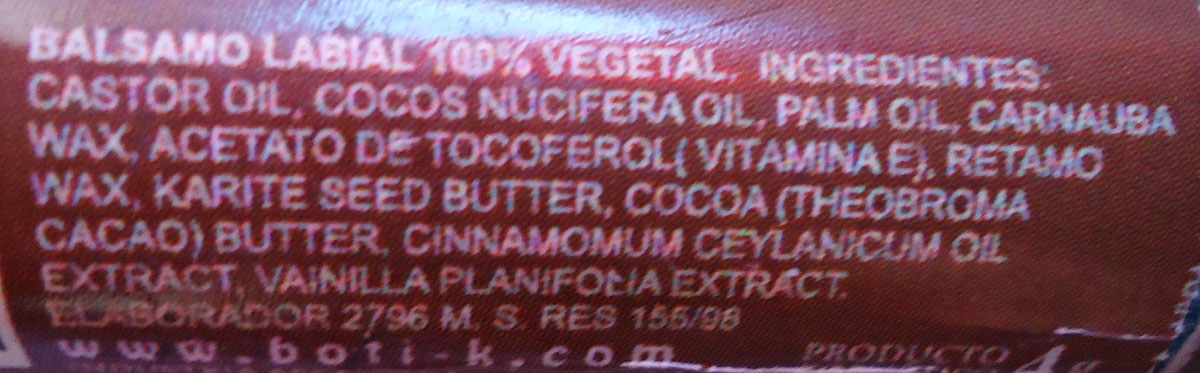 BALSAMO LABIAL 100% VEGETAL. INGREDIENTES:
CASTOR OIL, COCOS NUCIFERA OIL, PALM OIL, CARNAUBA
WAX, ACETATO DE TOCOFEROL( VITAMINA E), RETAMO
WAX, KARITE SEED BUTTER, COCOA (THEOBROMA
CACAO) BUTTER, CINNAMOMUM CEYLANICUM OIL
EXTRACT, VAINILLA PLANIFOLIA EXTRACT.
ELABORADOR 2796 M. S. RES 155/98
www.boti-k.com PRODUCTO